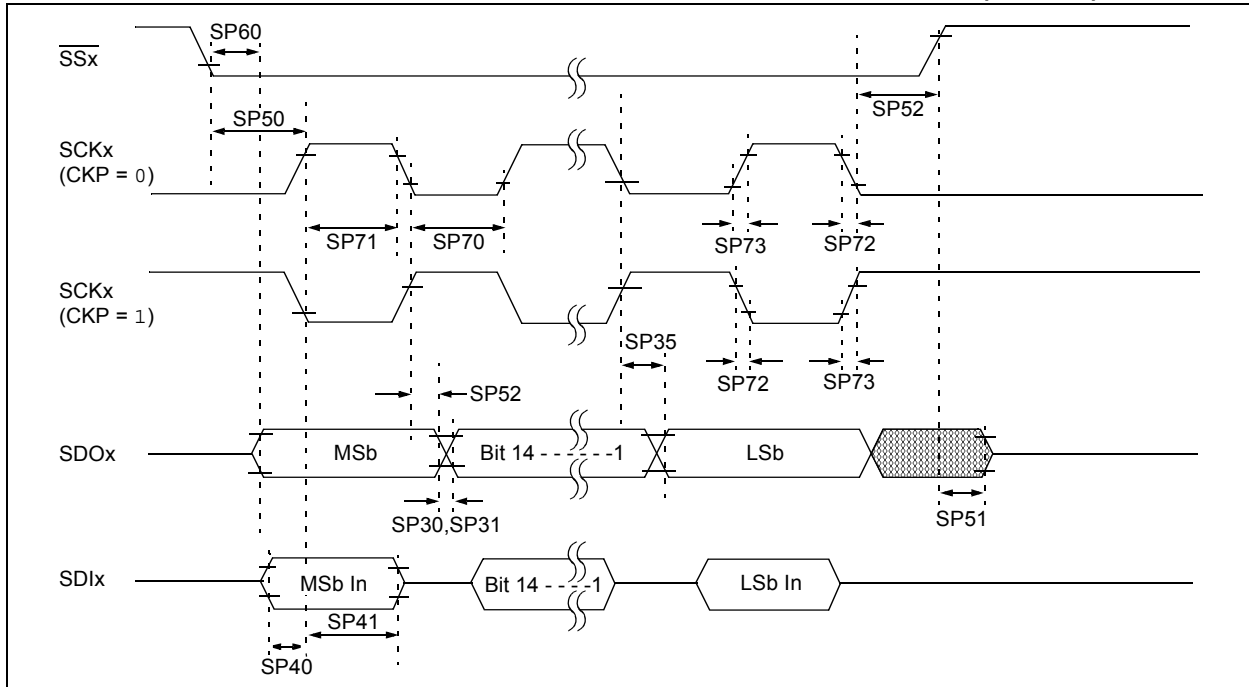 SP60
SSx
SP52
SP50
SCKx
(CKP = 0)
SP71
SP70
SP73
SP72
SCKx
(CKP = 1)
SP35
SP72
SP73
SP52
SDOx
MSb
Bit 14 - - - - - -1
LSb
SP30,SP31
SP51
SDIx
MSb In
Bit 14 - - - -1
LSb In
SP41
SP40